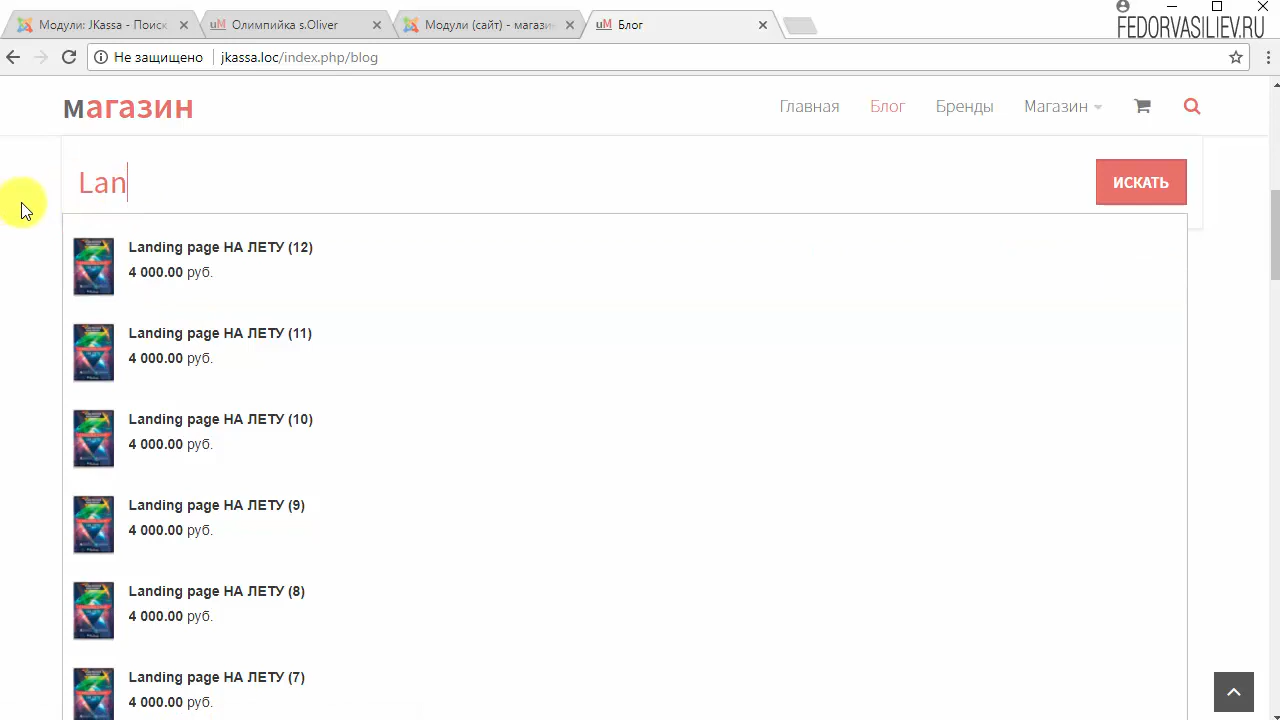 Модули: JKassa - Поиск
uM Олимпийка s.Oliver
Модули (сайт) - магазин
uM Блог
FEDORVASILIEV.RU
Не защищено
jkassa.loc/index.php/blog
магазин
Главная
Блог
Бренды
Магазин
Lan
ИСКАТЬ
Landing page НА ЛЕТУ (12)
4 000.00 руб.
Landing page НА ЛЕТУ (11)
4 000.00 руб.
Landing page НА ЛЕТУ (10)
4 000.00 руб.
Landing page НА ЛЕТУ (9)
4 000.00 руб.
Landing page НА ЛЕТУ (8)
4 000.00 руб.
Landing page НА ЛЕТУ (7)
4 000.00 руб.